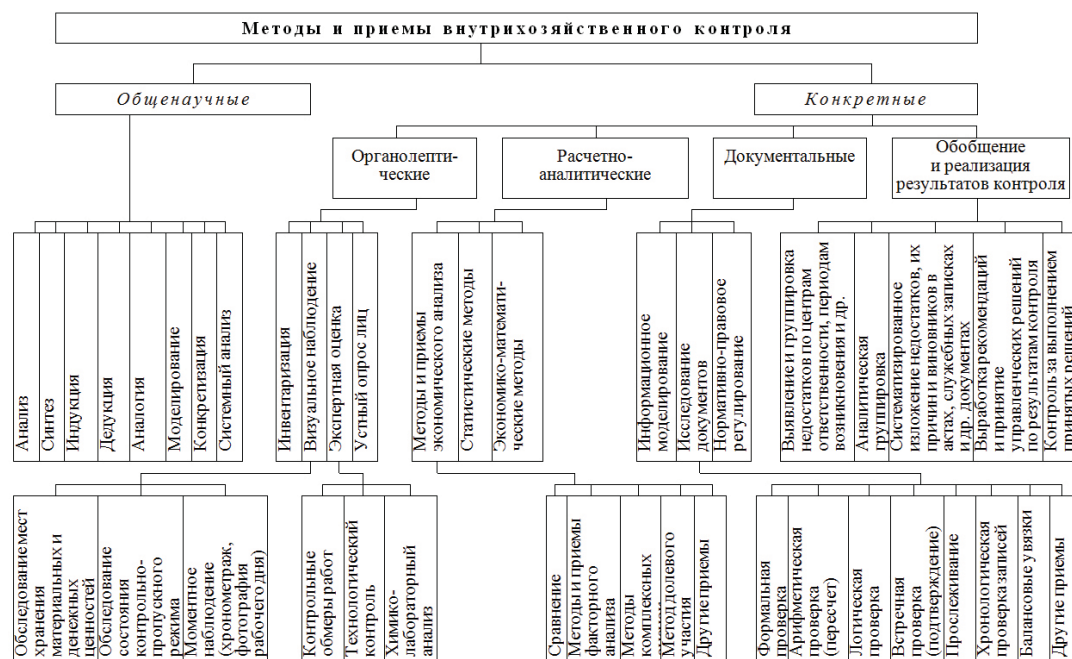 Методы и приемы внутрихозяйственного контроля
Общенаучные
Конкретные
Органолепти-
ческие
Расчетно-
аналитические
Документальные
Обобщение
и реализация
результатов контроля
Анализ
Синтез
Индукция
Дедукция
Аналогия
Моделирование
Конкретизация
Системный анализ
Инвентаризация
Визуальное наблюдение
Экспертная оценка
Устный опрос лиц
Методы и приемы
экономического анализа
Статистические методы
Экономико-математи-
ческие методы
Информационное
моделирование
Исследование
документов
Нормативно-правовое
регулирование
Выявление и группировка
недостатков по центрам
ответственности, периодам
возникновения и др.
Аналитическая
группировка
Систематизированное
изложение недостатков, их
причин и виновников в
актах, служебных записках
и др. документах
Выработка рекомендаций
и принятие
управленческих решений
по результатам контроля
Контроль за выполнением
принятых решений
Обследование мест
хранения
материальных и
денежных
ценностей
Обследование
состояния
контрольно-
пропускного
режима
Моментное
наблюдение
(хронометраж,
фотография
рабочего дня)
Контрольные
обмеры работ
Технологический
контроль
Химико-
лабораторный
анализ
Сравнение
Методы и приемы
факторного
анализа
Методы
комплексных
Метод долевого
участия
Другие приемы
Формальная
проверка
Арифметическая
проверка
(пересчет)
Логическая
проверка
Встречная
проверка
(подтверждение)
Прослеживание
Хронологическая
проверка записей
Балансовые увязки
Другие приемы